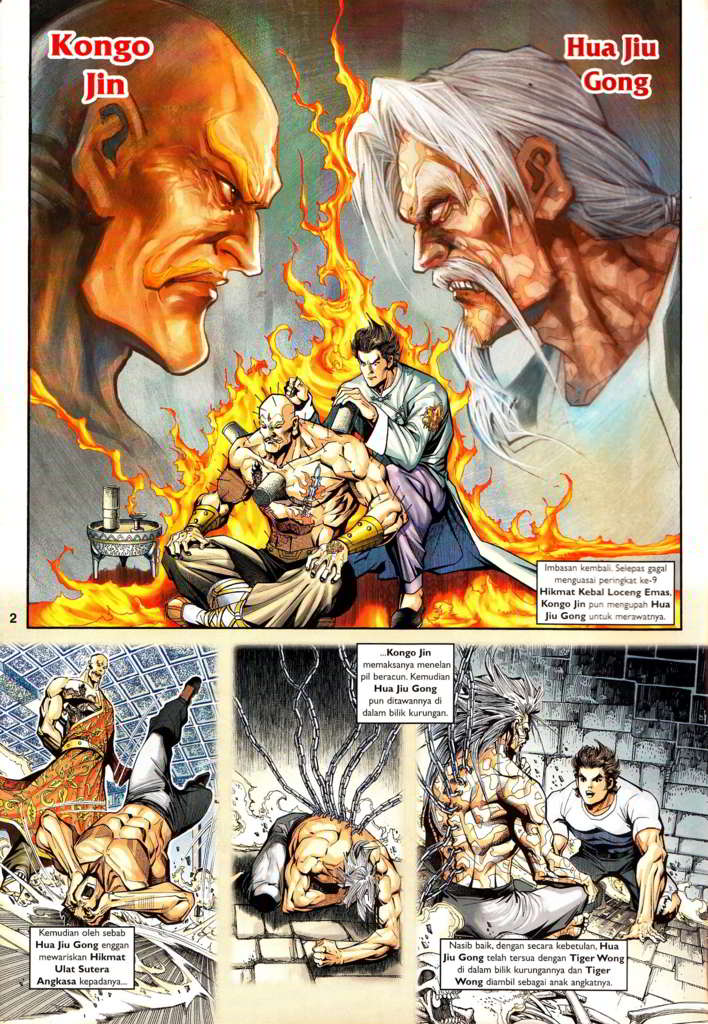 Kongo
Jin
Hua Jiu
Gong
Imbasan kembali. Selepas gagal
menguasai peringkat ke-9
Hikmat Kebal Loceng Emas,
Kongo Jin pun mengupah Hua
Jiu Gong untuk merawatnya.
2
Kemudian oleh sebab
Hua Jiu Gong enggan
mewariskan Hikmat
Ulat Sutera
Angkasa kepadanya...
...Kongo Jin
memaksanya menelan
pil beracun. Kemudian
Hua Jiu Gong
pun ditawannya di
dalam bilik kurungan.
Nasib baik, dengan secara kebetulan, Hua
Jiu Gong telah tersua dengan Tiger Wong
di dalam bilik kurungannya dan Tiger
Wong diambil sebagai anak angkatnya.